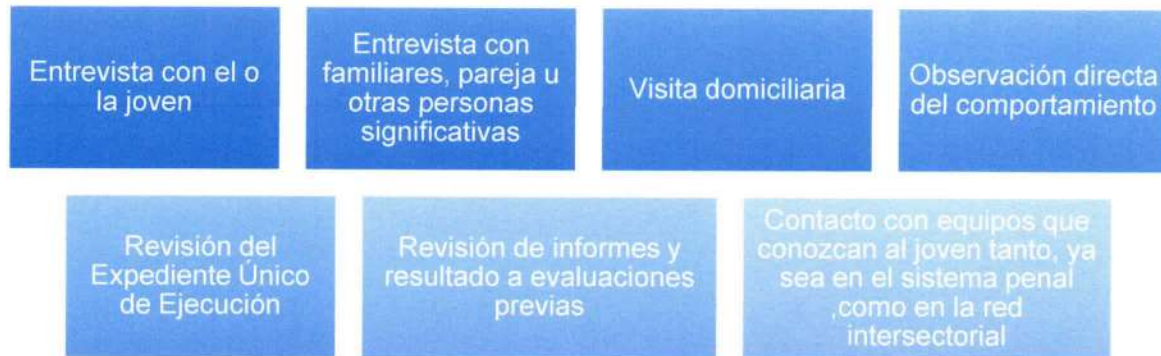 Entrevista con el o
la joven
Entrevista con
familiares, pareja u
otras personas
significativas
Visita domiciliaria
Observación directa
del comportamiento
Revisión del
Expediente Único
de Ejecución
Revisión de informes y
resultado a evaluaciones
previas
Contacto con equipos que
conozcan al joven tanto, ya
sea en el sistema penal
,como en la red
intersectorial